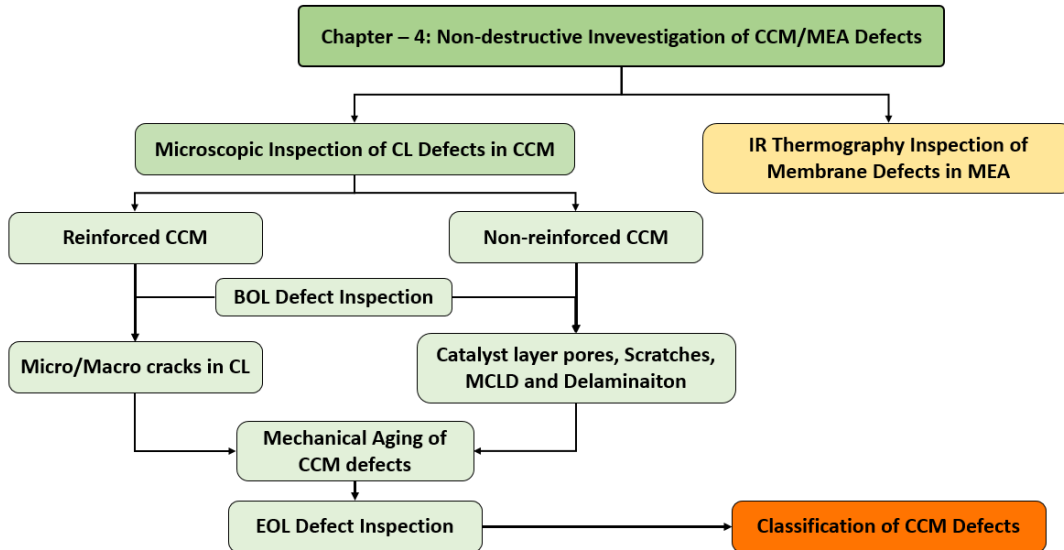 Chapter – 4: Non-destructive Invevestigation of CCM/MEA Defects
Microscopic Inspection of CL Defects in CCM
IR Thermography Inspection of
Membrane Defects in MEA
Reinforced CCM
Non-reinforced CCM
BOL Defect Inspection
Micro/Macro cracks in CL
Catalyst layer pores, Scratches,
MCLD and Delaminaiton
Mechanical Aging of
CCM defects
EOL Defect Inspection
Classification of CCM Defects